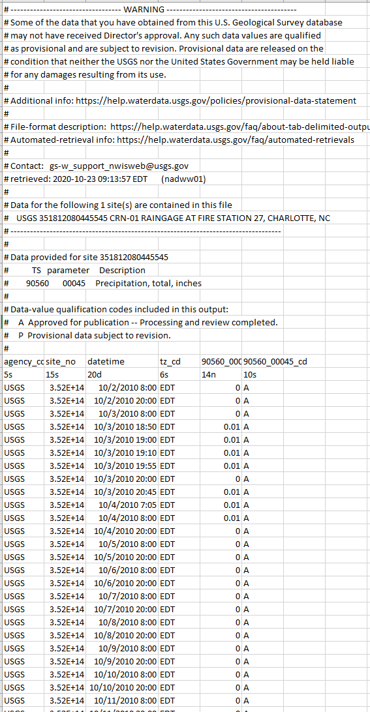 # ---------------------------------- WARNING ----------------------------------------
# Some of the data that you have obtained from this U.S. Geological Survey database
# may not have received Director's approval. Any such data values are qualified
# as provisional and are subject to revision. Provisional data are released on the
# condition that neither the USGS nor the United States Government may be held liable
# for any damages resulting from its use.
#
# Additional info: https://help.waterdata.usgs.gov/policies/provisional-data-statement
#
# File-format description:  https://help.waterdata.usgs.gov/faq/about-tab-delimited-outpu
# Automated-retrieval info: https://help.waterdata.usgs.gov/faq/automated-retrievals
#
# Contact:   gs-w_support_nwisweb@usgs.gov
# retrieved: 2020-10-23 09:13:57 EDT       (nadww01)
#
# Data for the following 1 site(s) are contained in this file
#    USGS 351812080445545 CRN-01 RAINGAGE AT FIRE STATION 27, CHARLOTTE, NC
# -----------------------------------------------------------------------------------
#
# Data provided for site 351812080445545
#            TS   parameter     Description
#         90560       00045     Precipitation, total, inches
#
# Data-value qualification codes included in this output:
#     A  Approved for publication -- Processing and review completed.
#     P  Provisional data subject to revision.
agency_cc site_no datetime tz_cd 90560_00( 90560_00045_cd
5s 15s 20d 6s 14n 10s
USGS 3.52E+14 10/2/2010 8:00 EDT 0 A
USGS 3.52E+14 10/2/2010 20:00 EDT 0 A
USGS 3.52E+14 10/3/2010 8:00 EDT 0 A
USGS 3.52E+14 10/3/2010 18:50 EDT 0.01 A
USGS 3.52E+14 10/3/2010 19:00 EDT 0.01 A
USGS 3.52E+14 10/3/2010 19:10 EDT 0.01 A
USGS 3.52E+14 10/3/2010 19:55 EDT 0.01 A
USGS 3.52E+14 10/3/2010 20:00 EDT 0 A
USGS 3.52E+14 10/3/2010 20:45 EDT 0.01 A
USGS 3.52E+14 10/4/2010 7:05 EDT 0.01 A
USGS 3.52E+14 10/4/2010 8:00 EDT 0.01 A
USGS 3.52E+14 10/4/2010 20:00 EDT 0 A
USGS 3.52E+14 10/5/2010 8:00 EDT 0 A
USGS 3.52E+14 10/5/2010 20:00 EDT 0 A
USGS 3.52E+14 10/6/2010 8:00 EDT 0 A
USGS 3.52E+14 10/6/2010 20:00 EDT 0 A
USGS 3.52E+14 10/7/2010 8:00 EDT 0 A
USGS 3.52E+14 10/7/2010 20:00 EDT 0 A
USGS 3.52E+14 10/8/2010 8:00 EDT 0 A
USGS 3.52E+14 10/8/2010 20:00 EDT 0 A
USGS 3.52E+14 10/9/2010 8:00 EDT 0 A
USGS 3.52E+14 10/9/2010 20:00 EDT 0 A
USGS 3.52E+14 10/10/2010 8:00 EDT 0 A
USGS 3.52E+14 10/10/2010 20:00 EDT 0 A
USGS 3.52E+14 10/11/2010 8:00 EDT 0 A